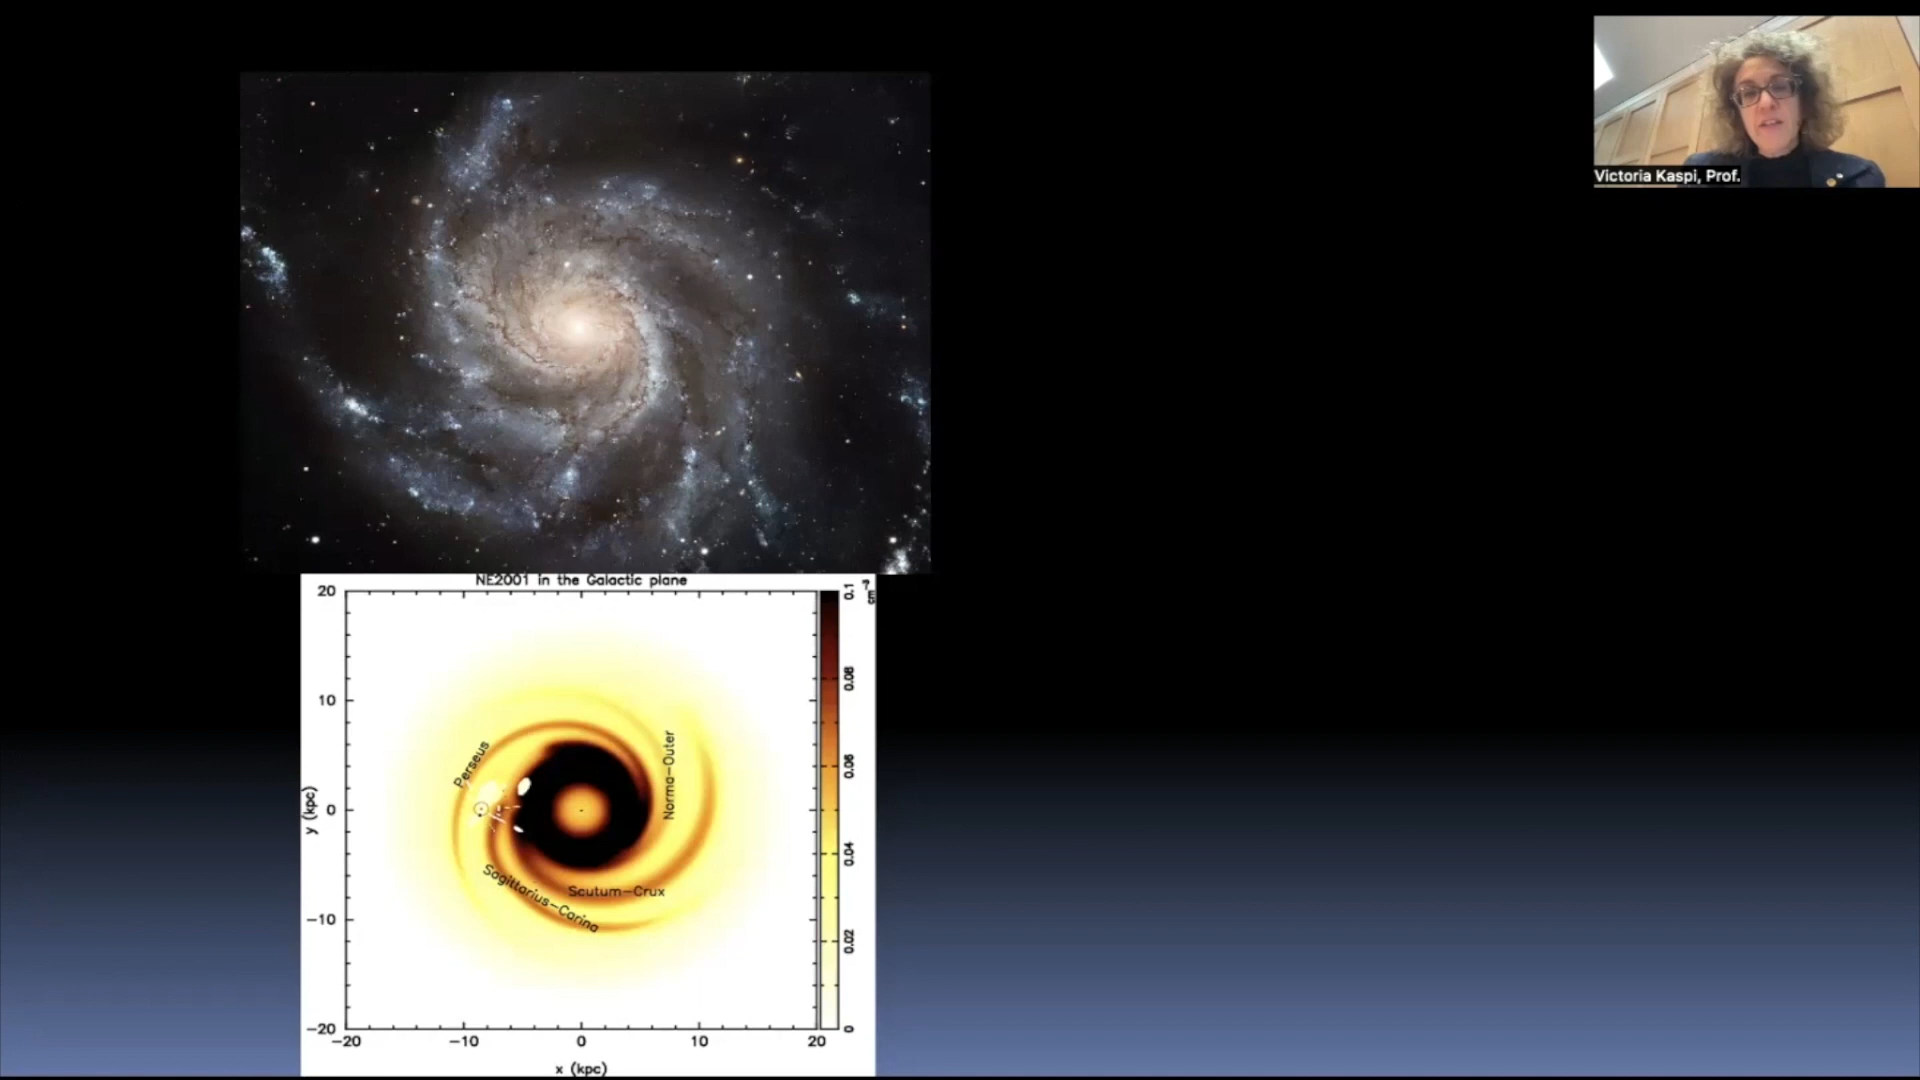 Victoria Kaspi, Prof.
NE2001 in the Galactic plane
20
10
0
-10
-20
y (kpc)
-20
-10
0
10
20
x (kpc)
Perseus
Norma-Outer
Scutum-Crux
Sagittarius-Carina
0.1
0.08
0.06
0.04
0.02
0